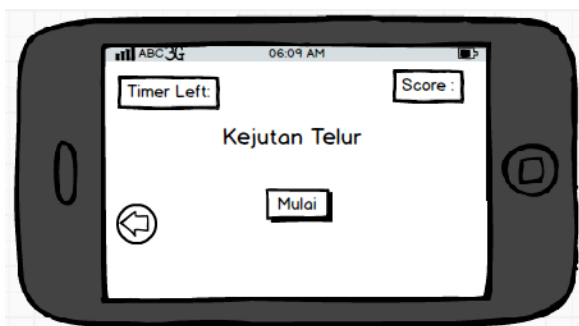 ABC 3G 06:09 AM
Timer Left: Score :
Kejutan Telur
Mulai